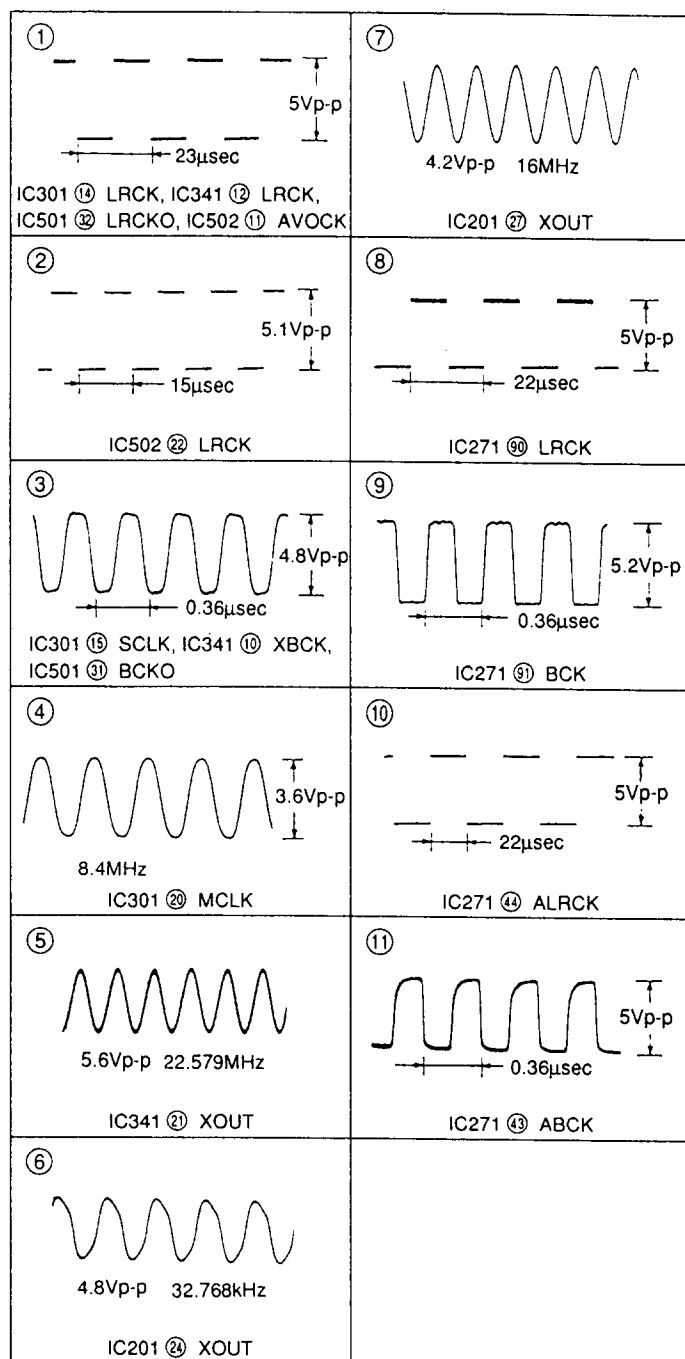 ①
5Vp-p
23μsec
IC301 ⑭ LRCK, IC341 ⑫ LRCK,
IC501 ㉜ LRCKO, IC502 ⑪ AVOCK
②
5.1Vp-p
15μsec
IC502 ㉒ LRCK
③
4.8Vp-p
0.36μsec
IC301 ⑮ SCLK, IC341 ⑩ XBCK,
IC501 ㉛ BCKO
④
3.6Vp-p
8.4MHz
IC301 ⑳ MCLK
⑤
5.6Vp-p 22.579MHz
IC341 ㉑ XOUT
⑥
4.8Vp-p 32.768kHz
IC201 ㉔ XOUT
⑦
4.2Vp-p 16MHz
IC201 ㉗ XOUT
⑧
5Vp-p
22μsec
IC271 (90) LRCK
⑨
5.2Vp-p
0.36μsec
IC271 (91) BCK
⑩
5Vp-p
22μsec
IC271 ㊹ ALRCK
⑪
5Vp-p
0.36μsec
IC271 ㊸ ABCK